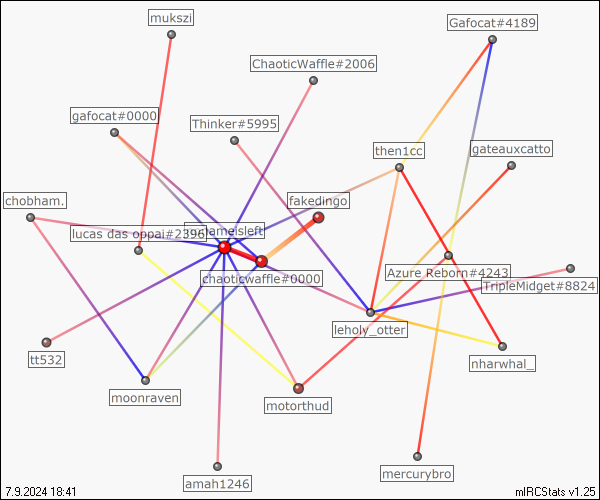 mukszi
Gafocat#4189
ChaoticWaffle#2006
gafocat#0000
Thinker#5995
then1cc
gateauxcatto
chobham.
fakedingo
lucas das oppai#2396
chaoticwaffle#0000
Azure Reborn#4243
TripleMidget#8824
leholy_otter
tt532
nharwhal_
moonraven
motorthud
amah1246
mercurybro
7.9.2024 18:41
mIRCStats v1.25